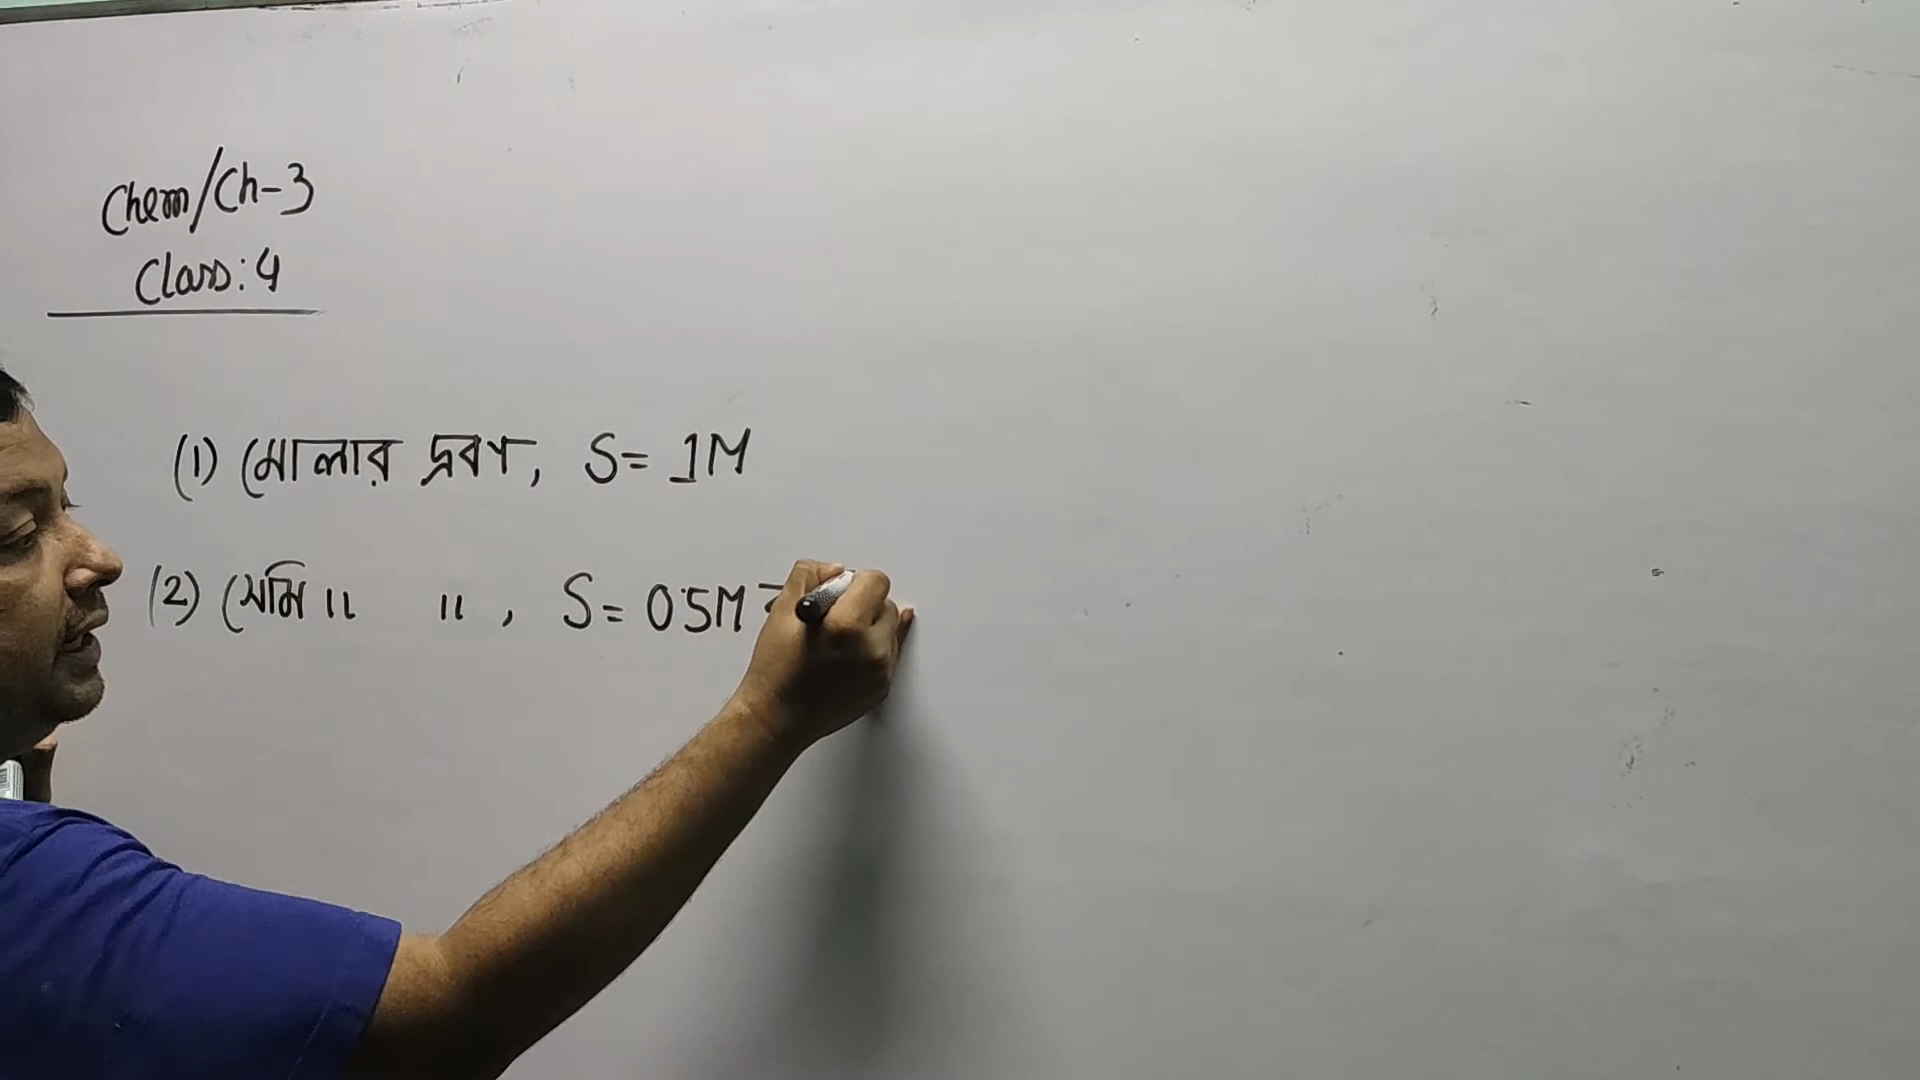 Chem/Ch-3
Class: 4
(1) মোলার দ্রবণ, S = 1M
(2) সেমি " ", S = 0.5M